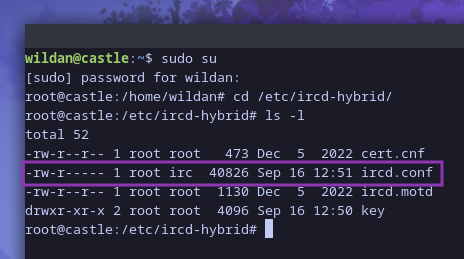 wildan@castle:~$ sudo su
[sudo] password for wildan:
root@castle:/home/wildan# cd /etc/ircd-hybrid/
root@castle:/etc/ircd-hybrid# ls -l
total 52
-rw-r--r-- 1 root root   473 Dec  5  2022 cert.cnf
-rw-r----- 1 root irc  40826 Sep 16 12:51 ircd.conf
-rw-r--r-- 1 root root  1130 Dec  5  2022 ircd.motd
drwxr-xr-x 2 root root  4096 Sep 16 12:50 key
root@castle:/etc/ircd-hybrid#